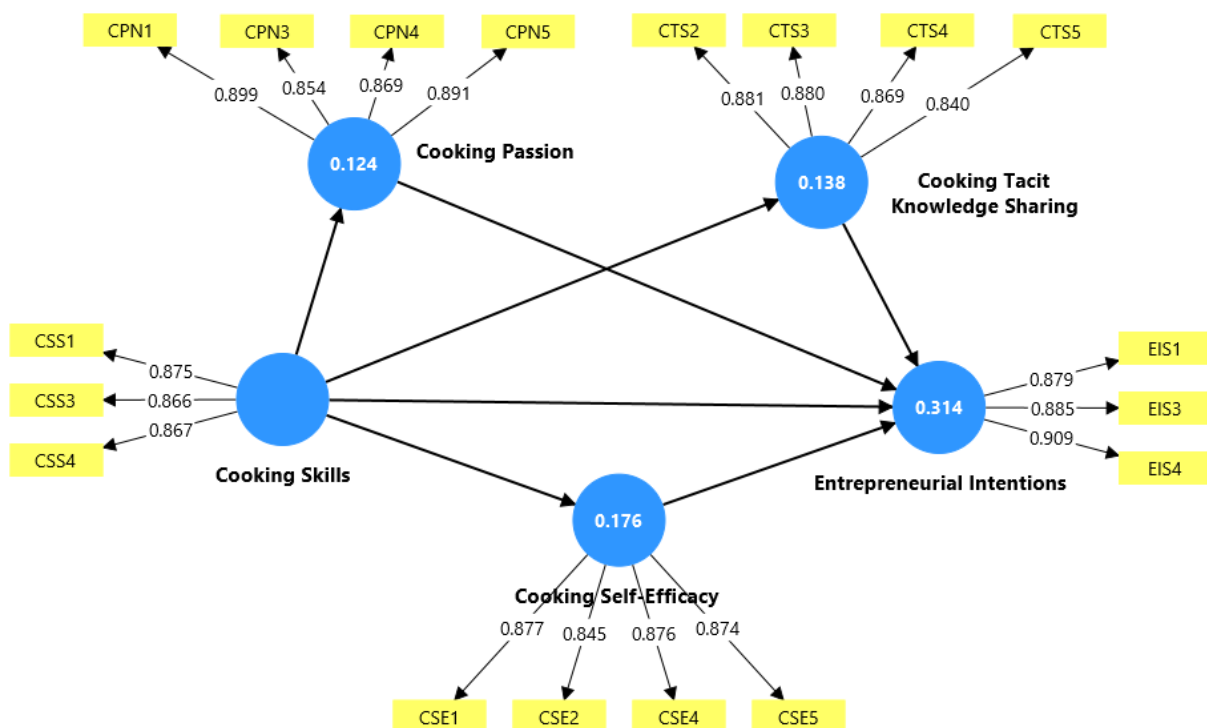 CPN1
CPN3
CPN4
CPN5
CTS2
CTS3
CTS4
CTS5
0.899
0.854
0.869
0.891
0.881
0.880
0.869
0.840
0.124
Cooking Passion
0.138
Cooking Tacit
Knowledge Sharing
CSS1
CSS3
CSS4
0.875
0.866
0.867
Cooking Skills
EIS1
EIS3
EIS4
0.879
0.885
0.909
0.314
Entrepreneurial Intentions
0.176
Cooking Self-Efficacy
0.877
0.845
0.876
0.874
CSE1
CSE2
CSE4
CSE5